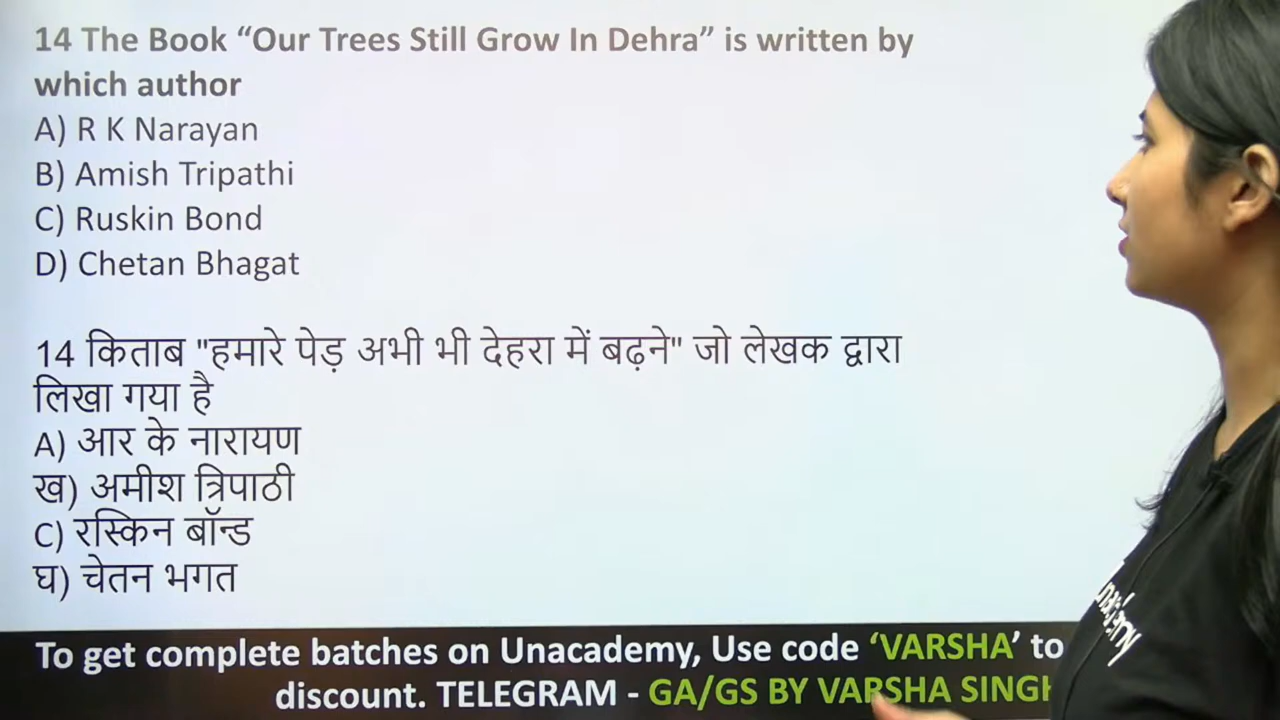 14 The Book “Our Trees Still Grow In Dehra” is written by
which author
A) R K Narayan
B) Amish Tripathi
C) Ruskin Bond
D) Chetan Bhagat
14 किताब "हमारे पेड़ अभी भी देहरा में बढ़ने" जो लेखक द्वारा
लिखा गया है
A) आर के नारायण
ख) अमीश त्रिपाठी
C) रस्किन बॉन्ड
घ) चेतन भगत
To get complete batches on Unacademy, Use code ‘VARSHA’ to
discount. TELEGRAM - GA/GS BY VARSHA SINGH
unacademy